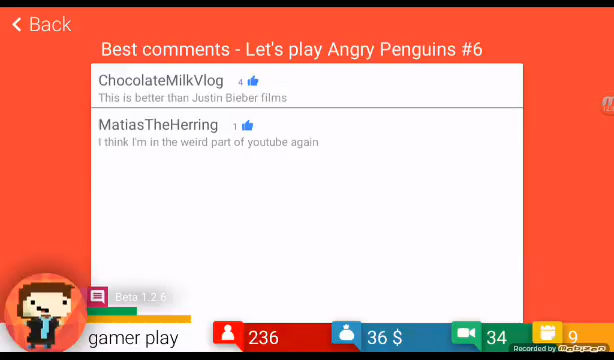 Back
Best comments - Let's play Angry Penguins #6
ChocolateMilkVlog 4
This is better than Justin Bieber films
MatiasTheHerring 1
I think I'm in the weird part of youtube again
Beta 1.2.6
gamer play
236
36 $
34
9
Recorded by Mobizen